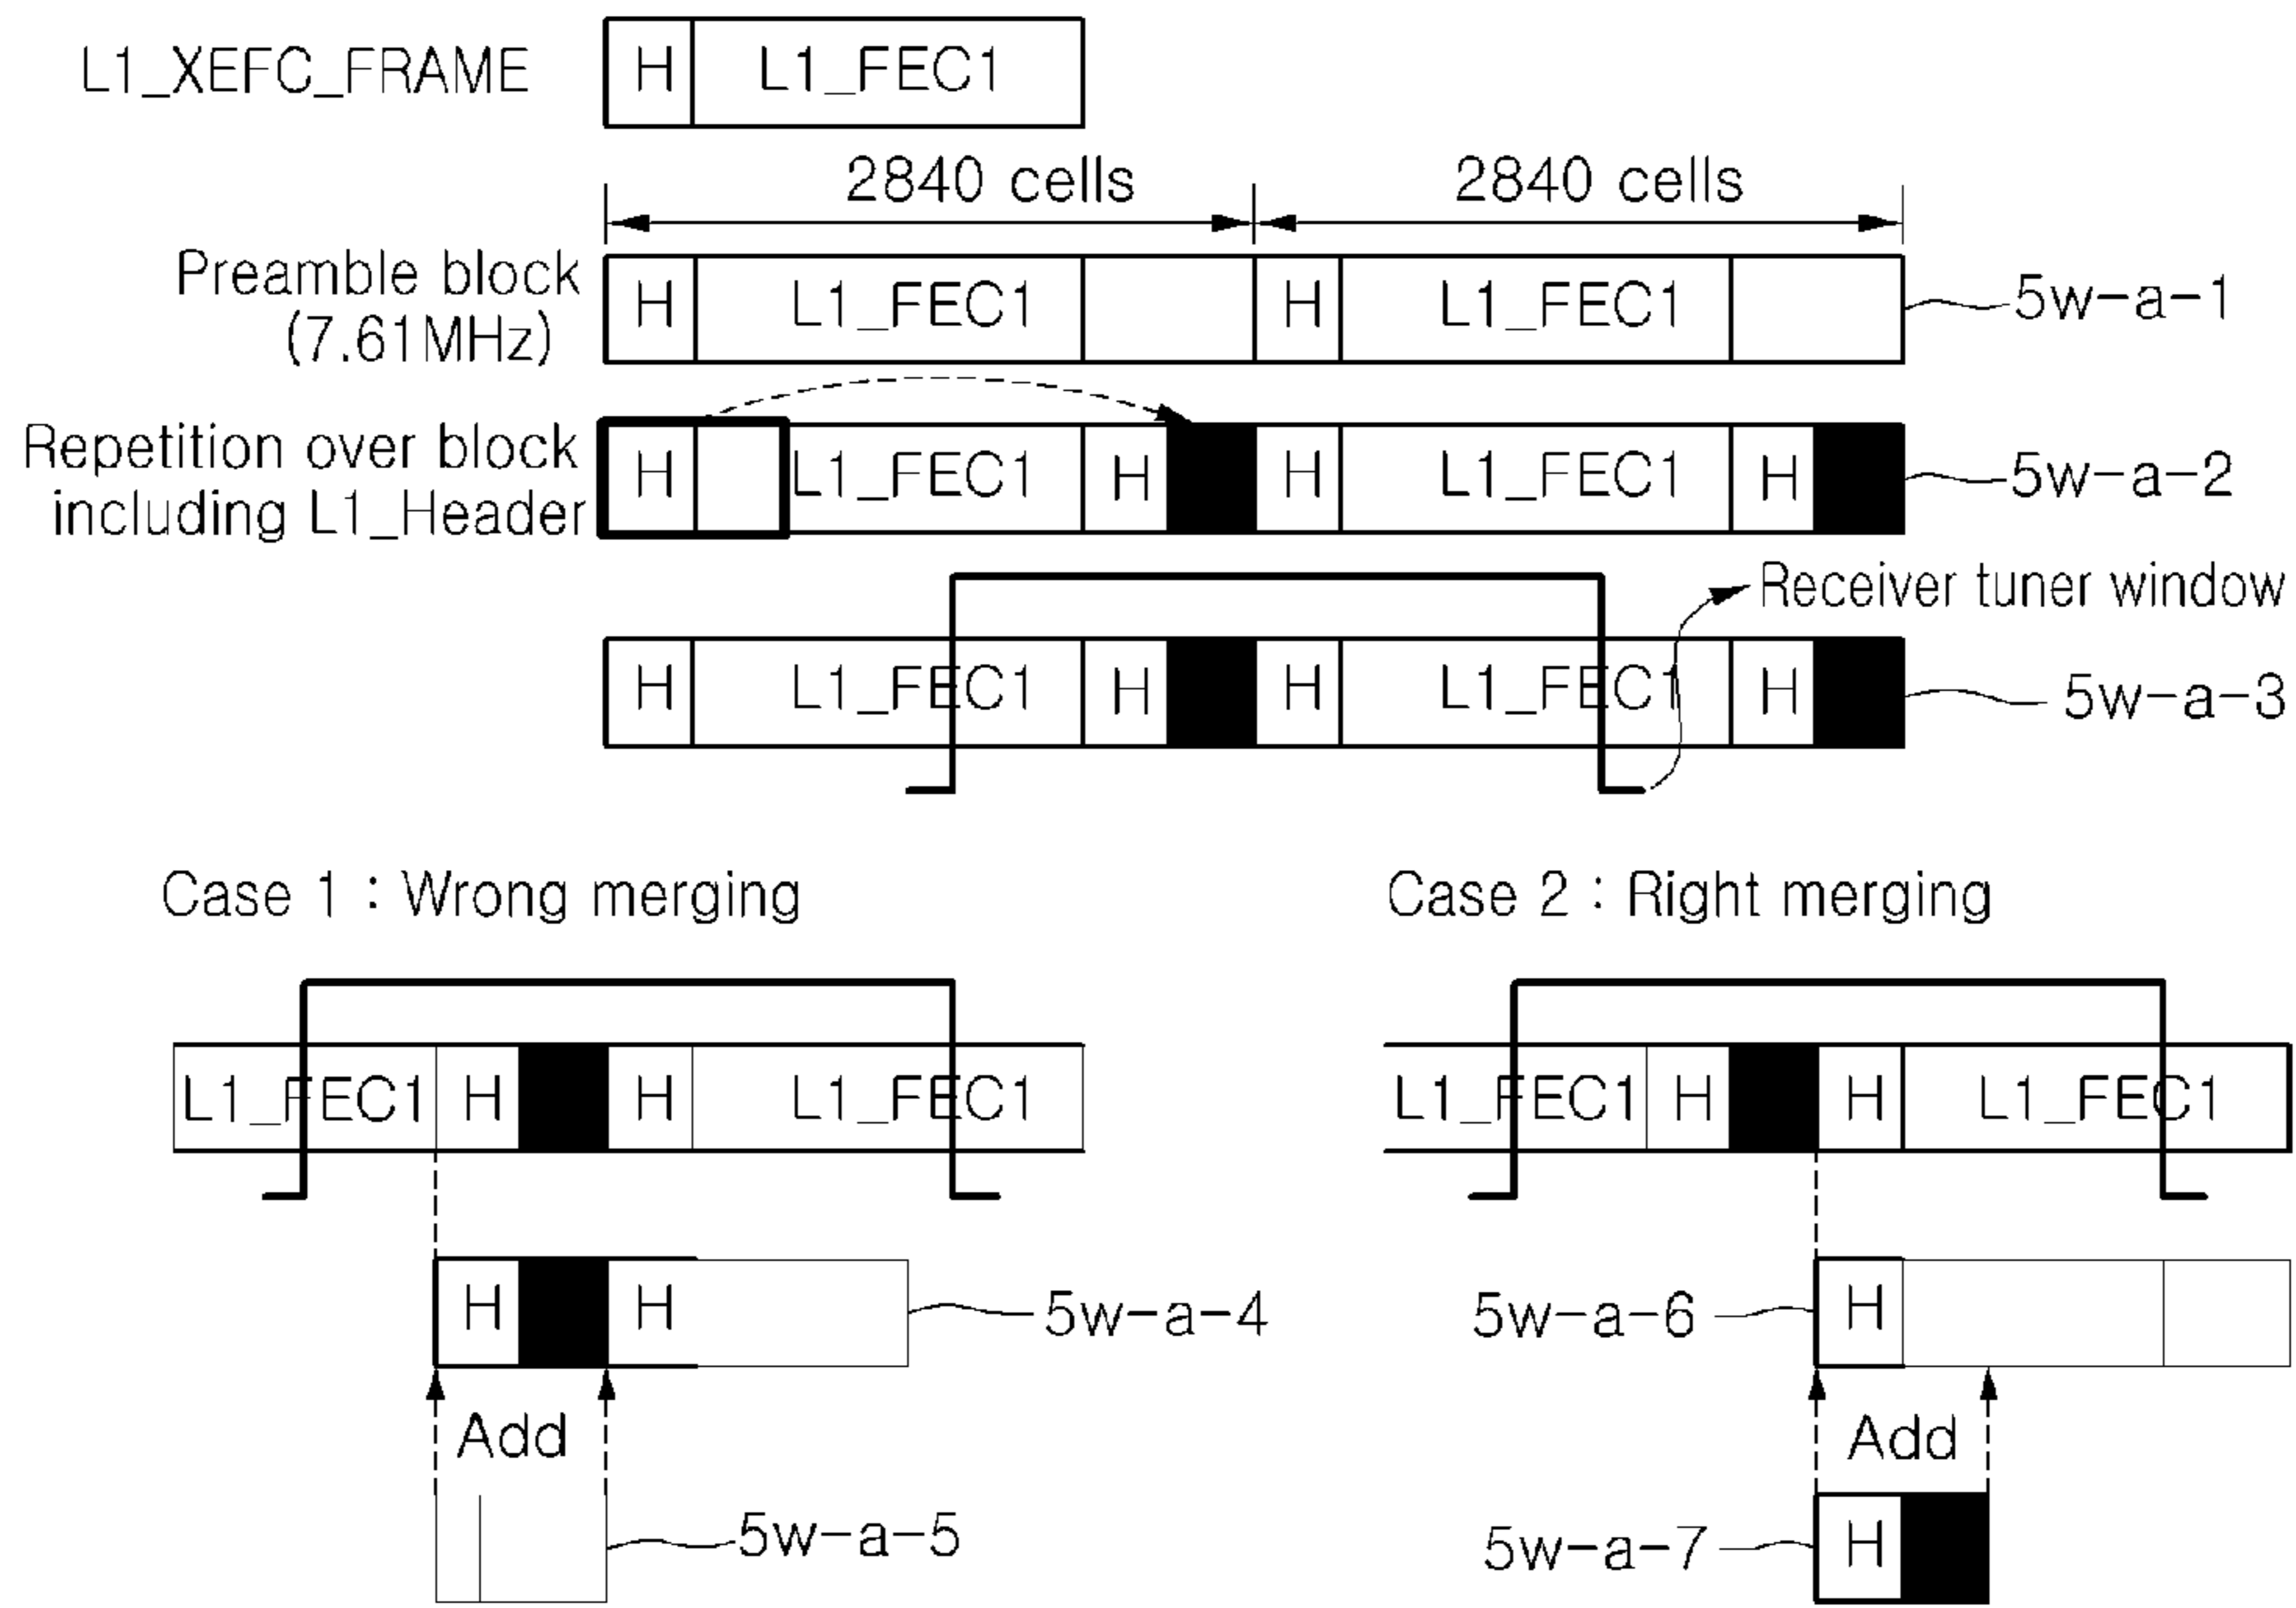 L1_XEFC_FRAME
H L1_FEC1
2840 cells 2840 cells
Preamble block
(7.61MHz)
H L1_FEC1 H L1_FEC1
5w-a-1
Repetition over block
including L1_Header
H L1_FEC1 H H L1_FEC1 H
5w-a-2
Receiver tuner window
H L1_FEC1 H H L1_FEC1 H
5w-a-3
Case 1 : Wrong merging
L1_FEC1 H H L1_FEC1
H H
5w-a-4
Add
5w-a-5
Case 2 : Right merging
L1_FEC1 H H L1_FEC1
5w-a-6
H
Add
5w-a-7
H